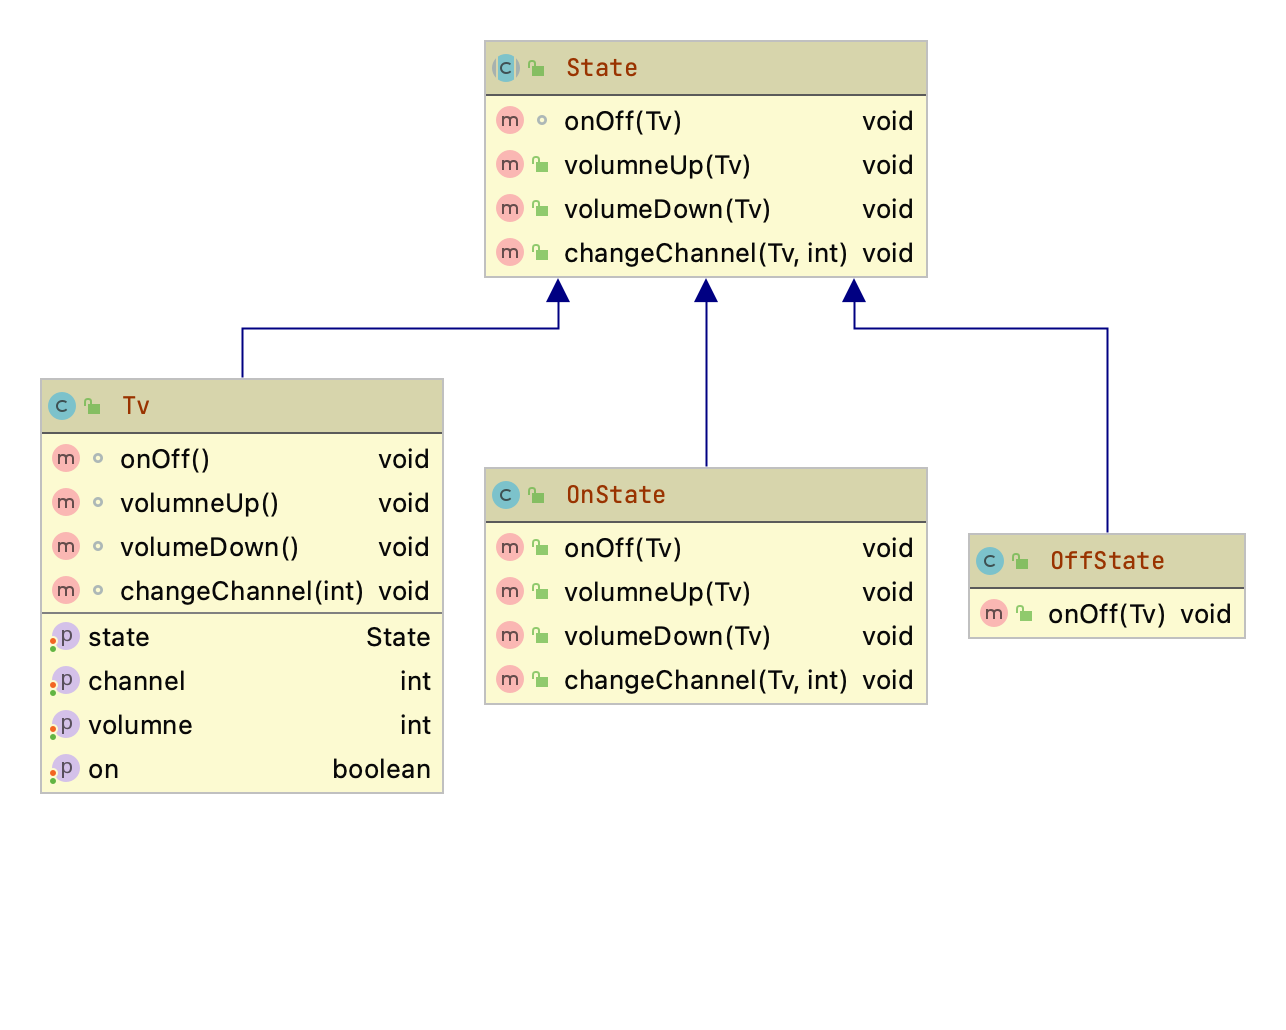 C State
m onOff(Tv) void
m volumneUp(Tv) void
m volumeDown(Tv) void
m changeChannel(Tv, int) void
C Tv
m onOff() void
m volumneUp() void
m volumeDown() void
m changeChannel(int) void
p state State
p channel int
p volumne int
p on boolean
C OnState
m onOff(Tv) void
m volumneUp(Tv) void
m volumeDown(Tv) void
m changeChannel(Tv, int) void
C OffState
m onOff(Tv) void